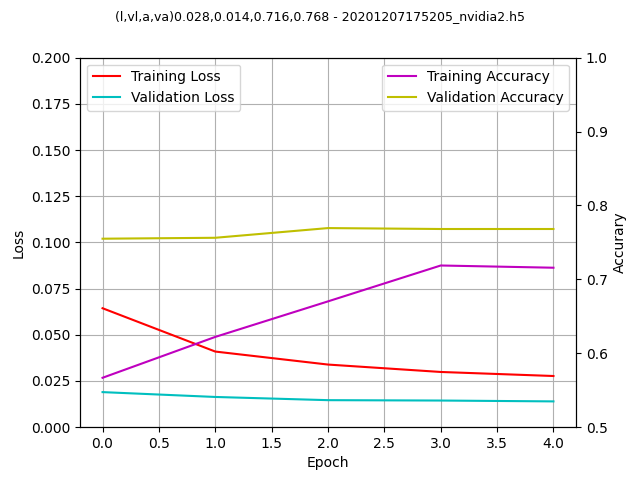 (l,vl,a,va)0.028,0.014,0.716,0.768 - 20201207175205_nvidia2.h5
Training Loss
Validation Loss
Training Accuracy
Validation Accuracy
0.200
0.175
0.150
0.125
0.100
0.075
0.050
0.025
0.000
Loss
1.0
0.9
0.8
0.7
0.6
0.5
Accurary
0.0 0.5 1.0 1.5 2.0 2.5 3.0 3.5 4.0
Epoch